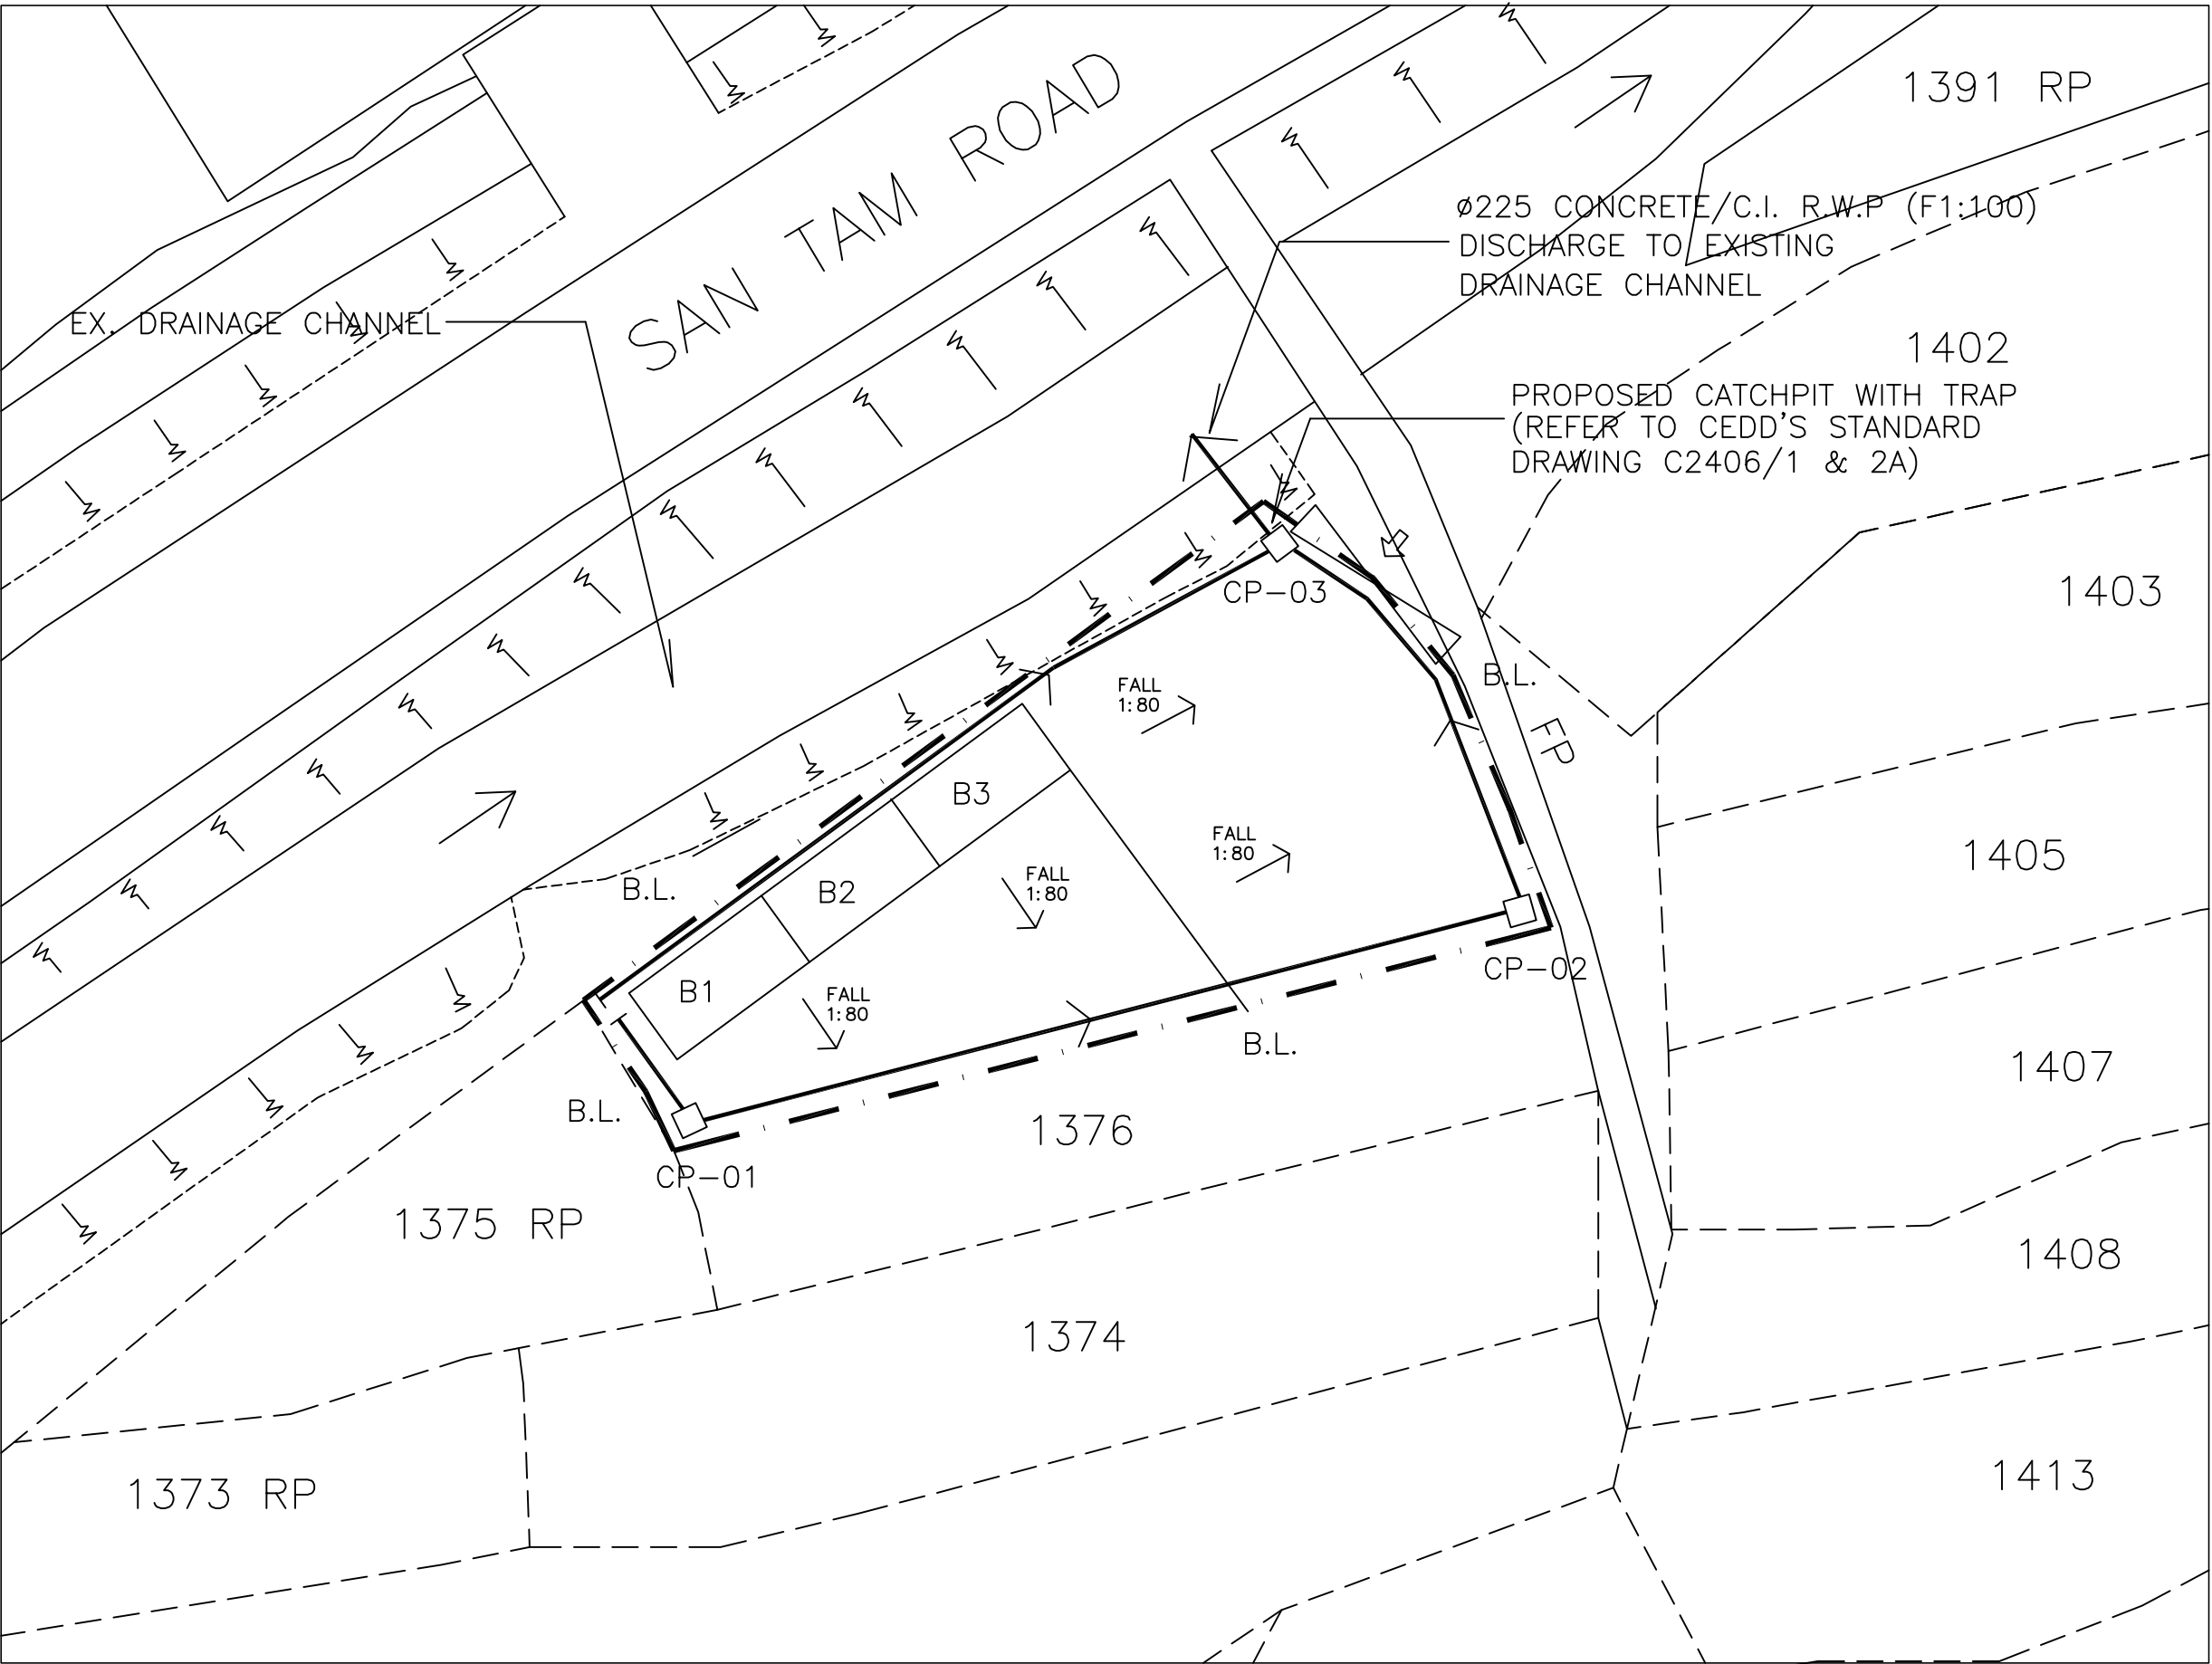 1391 RP
SAN TAM ROAD
Ø225 CONCRETE/C.I. R.W.P (F1:100)
DISCHARGE TO EXISTING
DRAINAGE CHANNEL
EX. DRAINAGE CHANNEL
1402
PROPOSED CATCHPIT WITH TRAP
(REFER TO CEDD'S STANDARD
DRAWING C2406/1 & 2A)
CP-03
1403
B.L.
FALL
1:80
FP
B3
FALL
1:80
1405
B.L.
B2
FALL
1:80
CP-02
B1
FALL
1:80
B.L.
1407
B.L.
1376
CP-01
1375 RP
1408
1374
1373 RP
1413